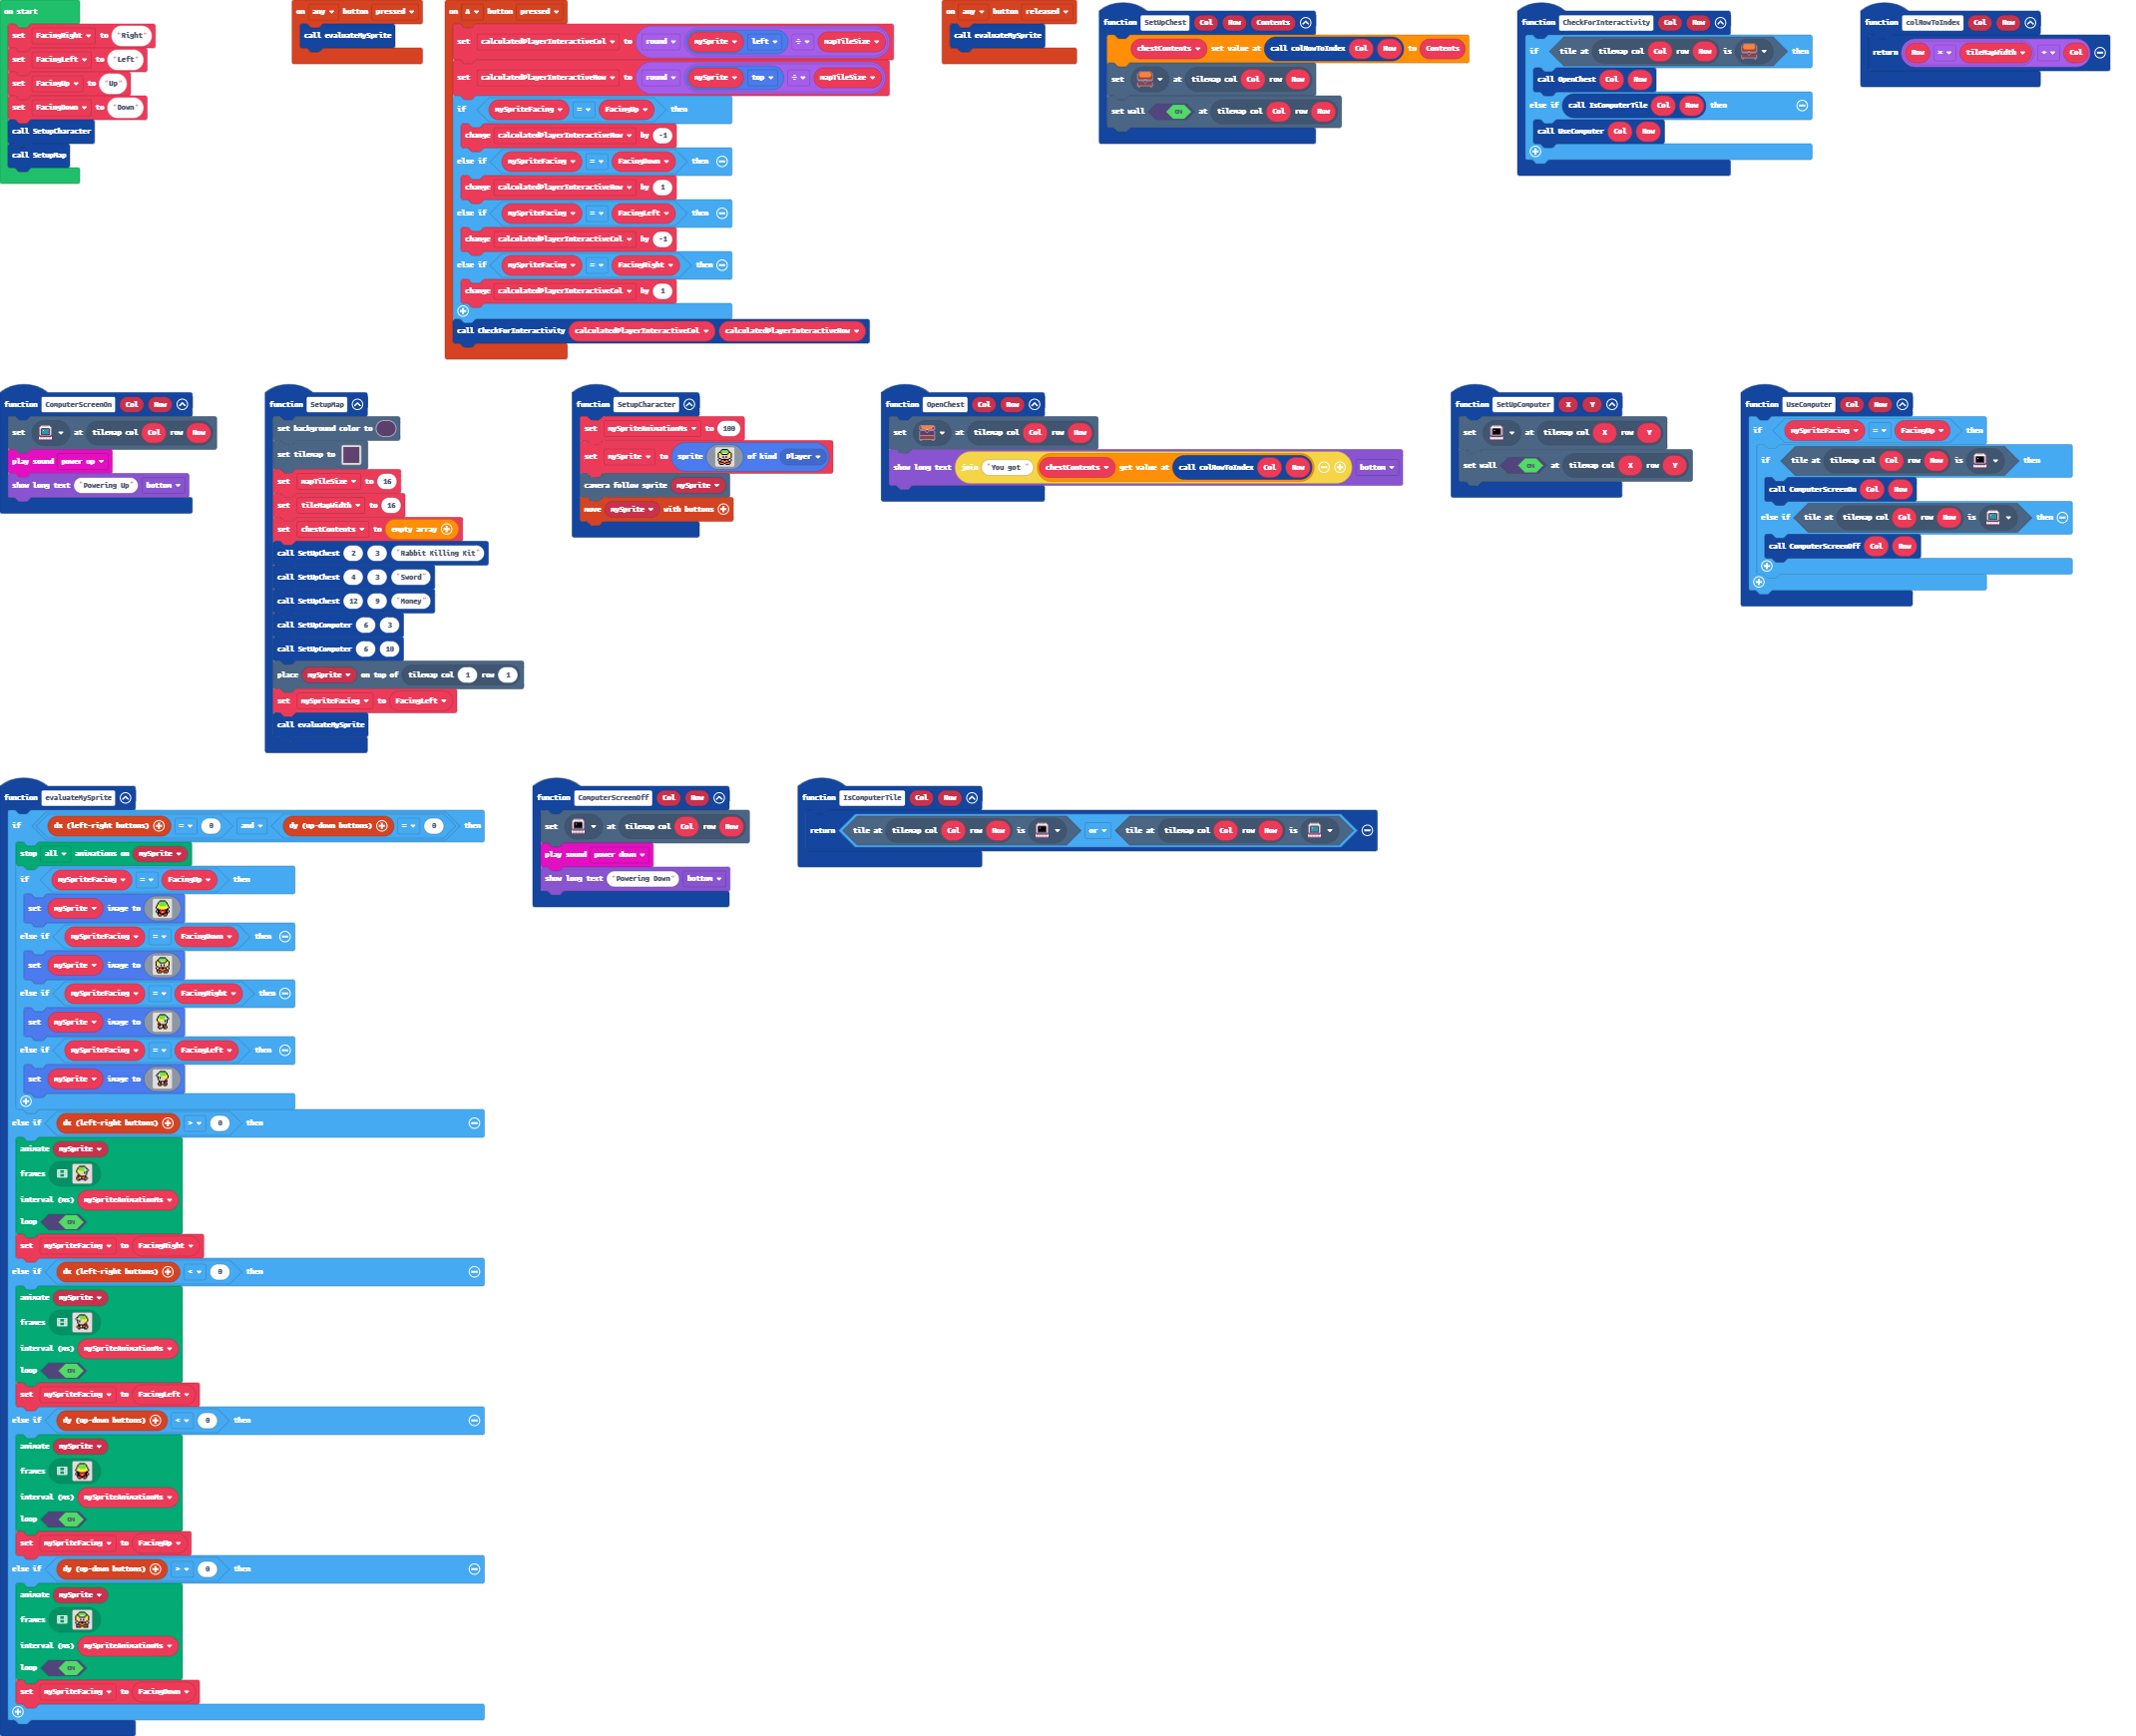 on start
set FacingRight to "Right"
set FacingLeft to "Left"
set FacingUp to "Up"
set FacingDown to "Down"
call SetupCharacter
call SetupMap
on any button pressed
call evaluateMySprite
on A button pressed
set calculatedPlayerInteractiveCol to round mySprite left ÷ mapTileSize
set calculatedPlayerInteractiveRow to round mySprite top ÷ mapTileSize
if mySpriteFacing = FacingUp then
change calculatedPlayerInteractiveRow by -1
else if mySpriteFacing = FacingDown then
change calculatedPlayerInteractiveRow by 1
else if mySpriteFacing = FacingLeft then
change calculatedPlayerInteractiveCol by -1
else if mySpriteFacing = FacingRight then
change calculatedPlayerInteractiveCol by 1
call CheckForInteractivity calculatedPlayerInteractiveCol calculatedPlayerInteractiveRow
on any button released
call evaluateMySprite
function SetUpChest Col Row Contents
chestContents set value at call colRowToIndex Col Row to Contents
set at tilemap col Col row Row
set wall ON at tilemap col Col row Row
function CheckForInteractivity Col Row
if tile at tilemap col Col row Row is then
call OpenChest Col Row
else if call IsComputerTile Col Row then
call UseComputer Col Row
function colRowToIndex Col Row
return Row × tileMapWidth + Col
function ComputerScreenOn Col Row
set at tilemap col Col row Row
play sound power up
show long text "Powering Up" bottom
function SetupMap
set background color to
set tilemap to
set mapTileSize to 16
set tileMapWidth to 16
set chestContents to empty array
call SetUpChest 2 3 "Rabbit Killing Kit"
call SetUpChest 4 3 "Sword"
call SetUpChest 12 9 "Money"
call SetUpComputer 6 3
call SetUpComputer 6 10
place mySprite on top of tilemap col 1 row 1
set mySpriteFacing to FacingLeft
call evaluateMySprite
function SetupCharacter
set mySpriteAnimationMs to 100
set mySprite to sprite of kind Player
camera follow sprite mySprite
move mySprite with buttons
function OpenChest Col Row
set at tilemap col Col row Row
show long text join "You got " chestContents get value at call colRowToIndex Col Row bottom
function SetUpComputer X Y
set at tilemap col X row Y
set wall ON at tilemap col X row Y
function UseComputer Col Row
if mySpriteFacing = FacingUp then
if tile at tilemap col Col row Row is then
call ComputerScreenOn Col Row
else if tile at tilemap col Col row Row is then
call ComputerScreenOff Col Row
function evaluateMySprite
if dx (left-right buttons) = 0 and dy (up-down buttons) = 0 then
stop all animations on mySprite
if mySpriteFacing = FacingUp then
set mySprite image to
else if mySpriteFacing = FacingDown then
set mySprite image to
else if mySpriteFacing = FacingRight then
set mySprite image to
else if mySpriteFacing = FacingLeft then
set mySprite image to
else if dx (left-right buttons) > 0 then
animate mySprite
frames
interval (ms) mySpriteAnimationMs
loop ON
set mySpriteFacing to FacingRight
else if dx (left-right buttons) < 0 then
animate mySprite
frames
interval (ms) mySpriteAnimationMs
loop ON
set mySpriteFacing to FacingLeft
else if dy (up-down buttons) < 0 then
animate mySprite
frames
interval (ms) mySpriteAnimationMs
loop ON
set mySpriteFacing to FacingUp
else if dy (up-down buttons) > 0 then
animate mySprite
frames
interval (ms) mySpriteAnimationMs
loop ON
set mySpriteFacing to FacingDown
function ComputerScreenOff Col Row
set at tilemap col Col row Row
play sound power down
show long text "Powering Down" bottom
function IsComputerTile Col Row
return tile at tilemap col Col row Row is or tile at tilemap col Col row Row is